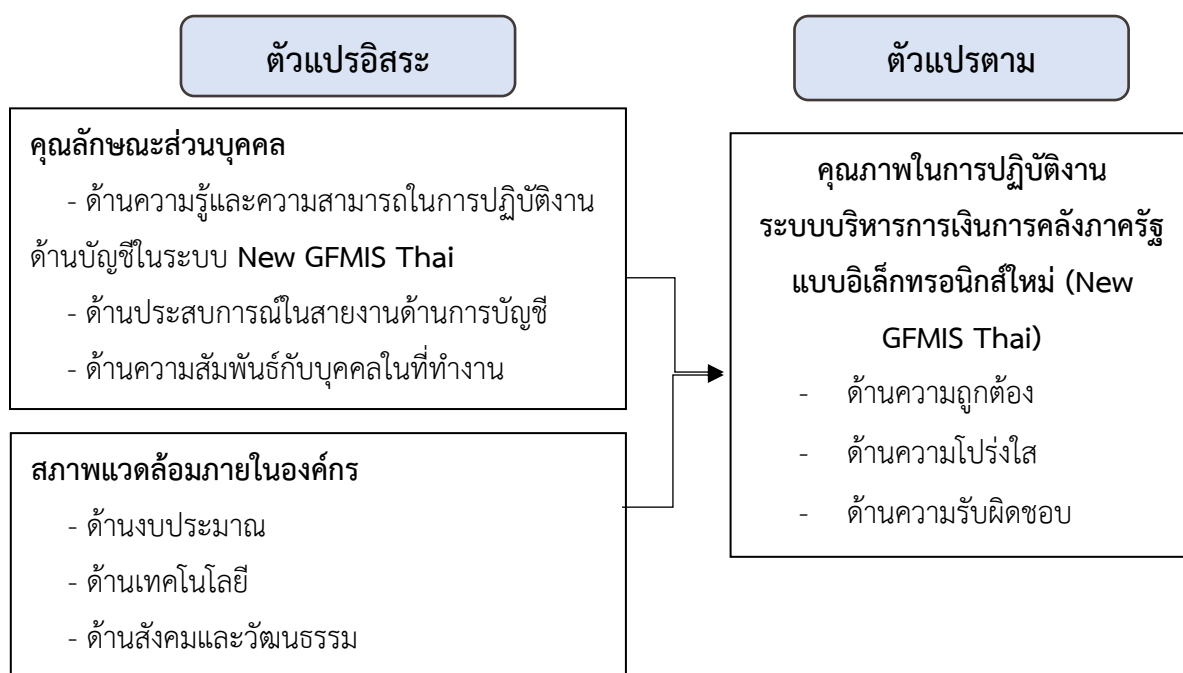 ตัวแปรอิสระ
ตัวแปรตาม
คุณลักษณะส่วนบุคคล
- ด้านความรู้และความสามารถในการปฏิบัติงาน
ด้านบัญชีในระบบ New GFMIS Thai
- ด้านประสบการณ์ในสายงานด้านการบัญชี
- ด้านความสัมพันธ์กับบุคคลในที่ทำงาน
สภาพแวดล้อมภายในองค์กร
- ด้านงบประมาณ
- ด้านเทคโนโลยี
- ด้านสังคมและวัฒนธรรม
คุณภาพในการปฏิบัติงาน
ระบบบริหารการเงินการคลังภาครัฐ
แบบอิเล็กทรอนิกส์ใหม่ (New
GFMIS Thai)
- ด้านความถูกต้อง
- ด้านความโปร่งใส
- ด้านความรับผิดชอบ